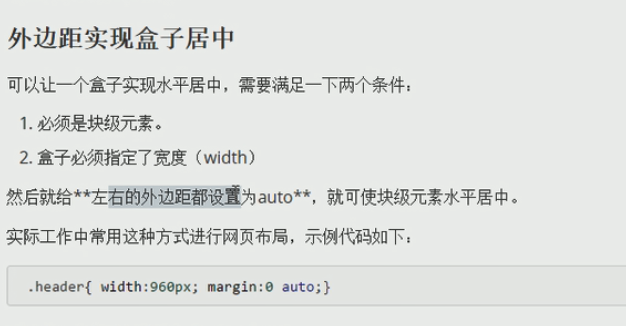 外边距实现盒子居中
可以让一个盒子实现水平居中，需要满足一下两个条件：
1. 必须是块级元素。
2. 盒子必须指定了宽度（width）
然后就给**左右的外边距都设置为auto**，就可使块级元素水平居中。
实际工作中常用这种方式进行网页布局，示例代码如下：
.header{ width:960px; margin:0 auto;}